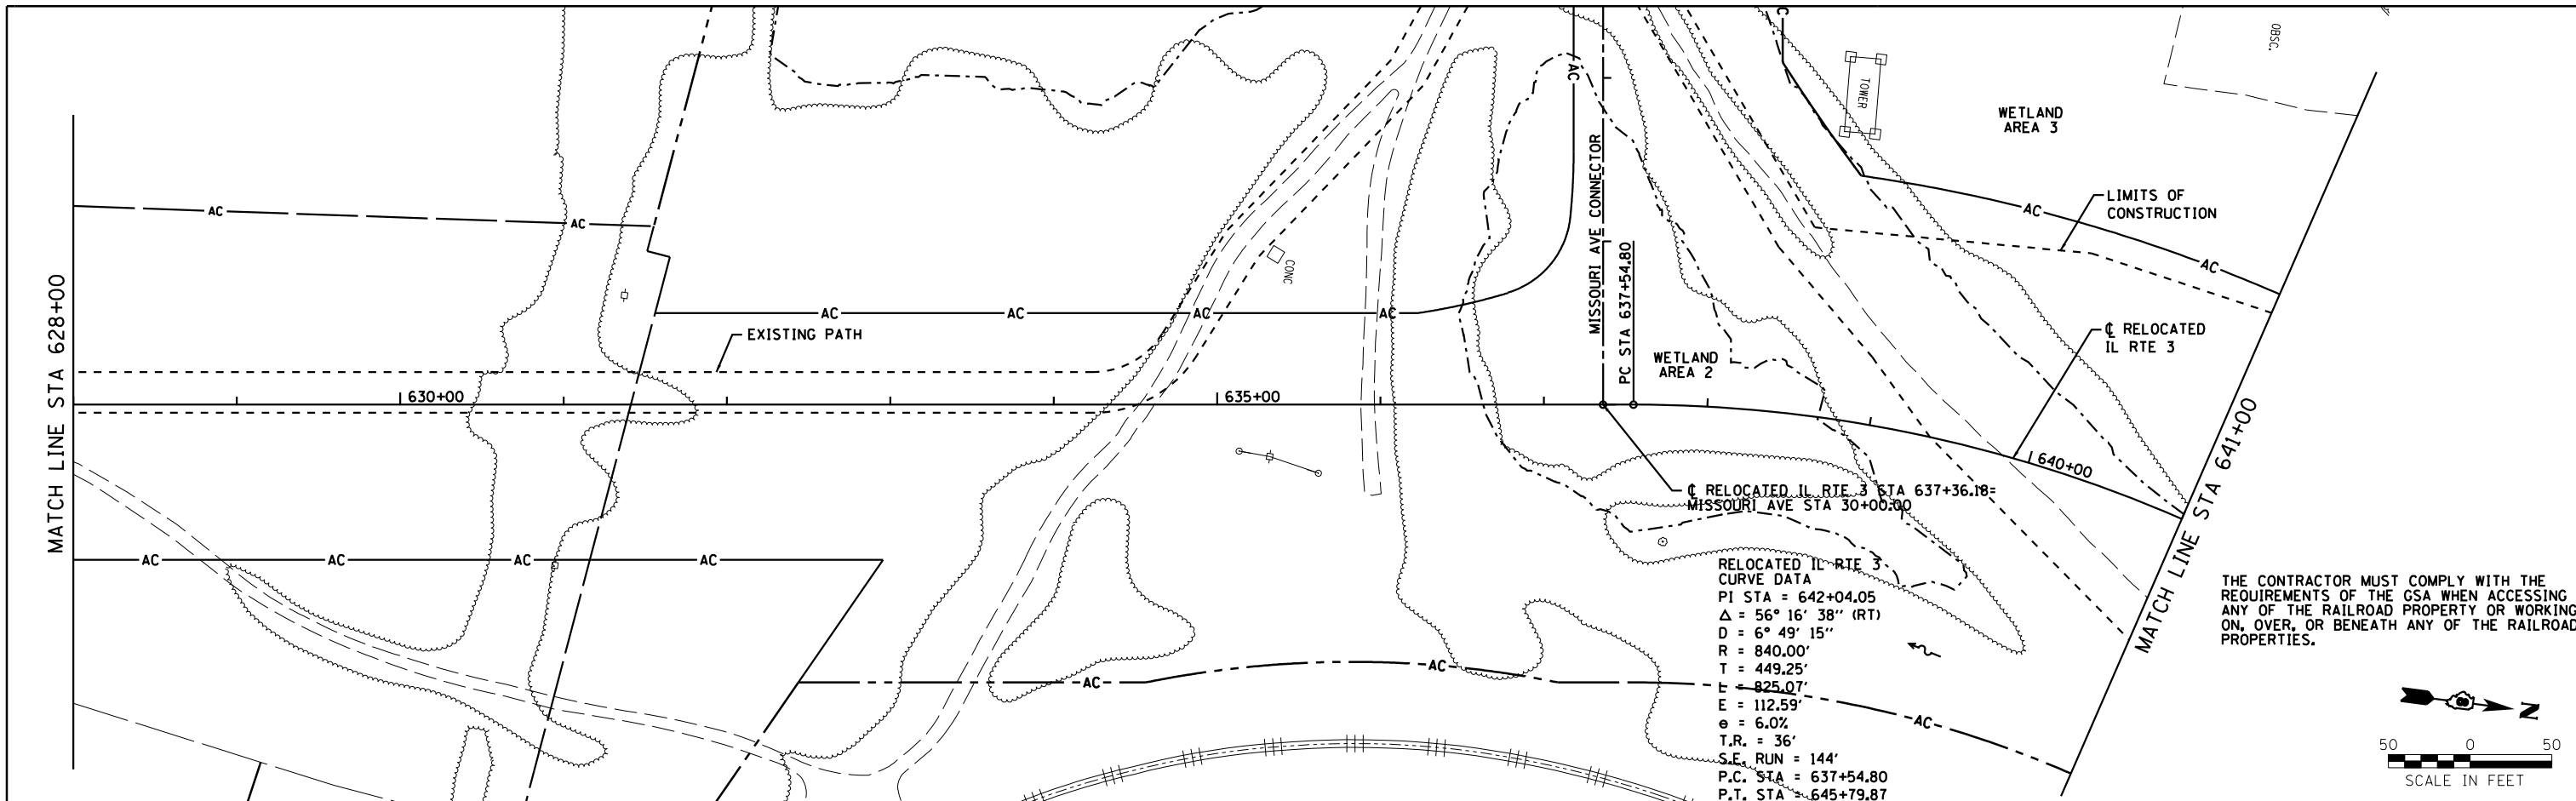 OBSC.
TOWER
WETLAND
AREA 3
C
AC
MISSOURI AVE CONNECTOR
PC STA 637+54.80
LIMITS OF
CONSTRUCTION
AC
AC
AC
AC
CONC
MATCH LINE STA 628+00
AC
AC
AC
AC
EXISTING PATH
WETLAND
AREA 2
℄ RELOCATED
IL RTE 3
630+00
635+00
640+00
MATCH LINE STA 641+00
℄ RELOCATED IL RTE 3 STA 637+36.18=
MISSOURI AVE STA 30+00.00
AC
AC
AC
AC
RELOCATED IL RTE 3
CURVE DATA
PI STA = 642+04.05
Δ = 56° 16' 38'' (RT)
D = 6° 49' 15''
R = 840.00'
T = 449.25'
L = 825.07'
E = 112.59'
e = 6.0%
T.R. = 36'
S.E. RUN = 144'
P.C. STA = 637+54.80
P.T. STA = 645+79.87
AC
AC
AC
THE CONTRACTOR MUST COMPLY WITH THE
REQUIREMENTS OF THE GSA WHEN ACCESSING
ANY OF THE RAILROAD PROPERTY OR WORKING
ON, OVER, OR BENEATH ANY OF THE RAILROAD
PROPERTIES.
N
50 0 50
SCALE IN FEET